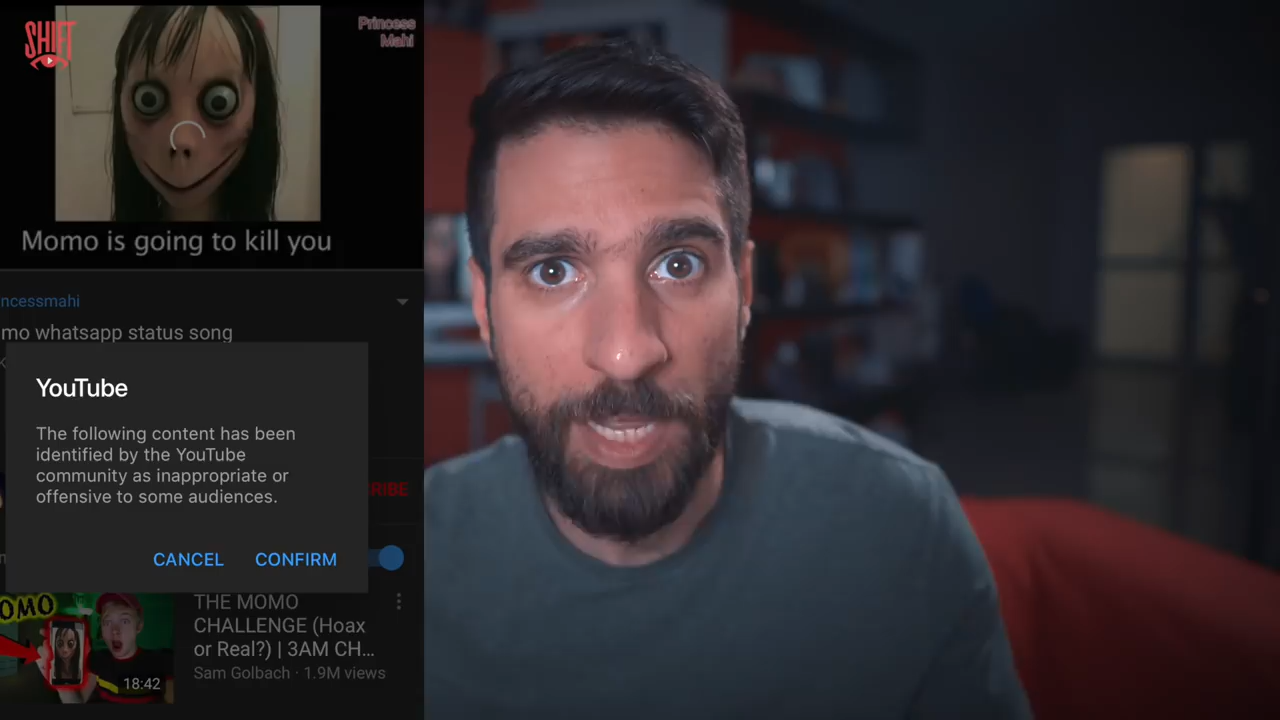 SHIFT
Princess
Mahi
Momo is going to kill you
ncessmahi
mo whatsapp status song
YouTube
The following content has been
identified by the YouTube
community as inappropriate or
offensive to some audiences.
RIBE
CANCEL
CONFIRM
OMO
THE MOMO
CHALLENGE (Hoax
or Real?) | 3AM CH...
Sam Golbach · 1.9M views
18:42